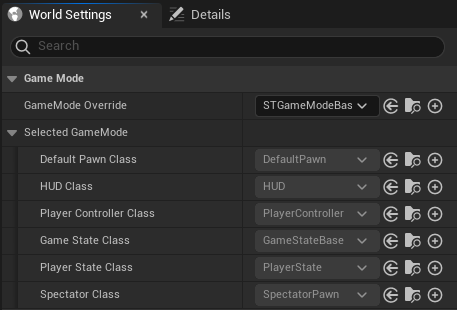 World Settings
Details
Search
Game Mode
GameMode Override STGameModeBas
Selected GameMode
Default Pawn Class DefaultPawn
HUD Class HUD
Player Controller Class PlayerController
Game State Class GameStateBase
Player State Class PlayerState
Spectator Class SpectatorPawn